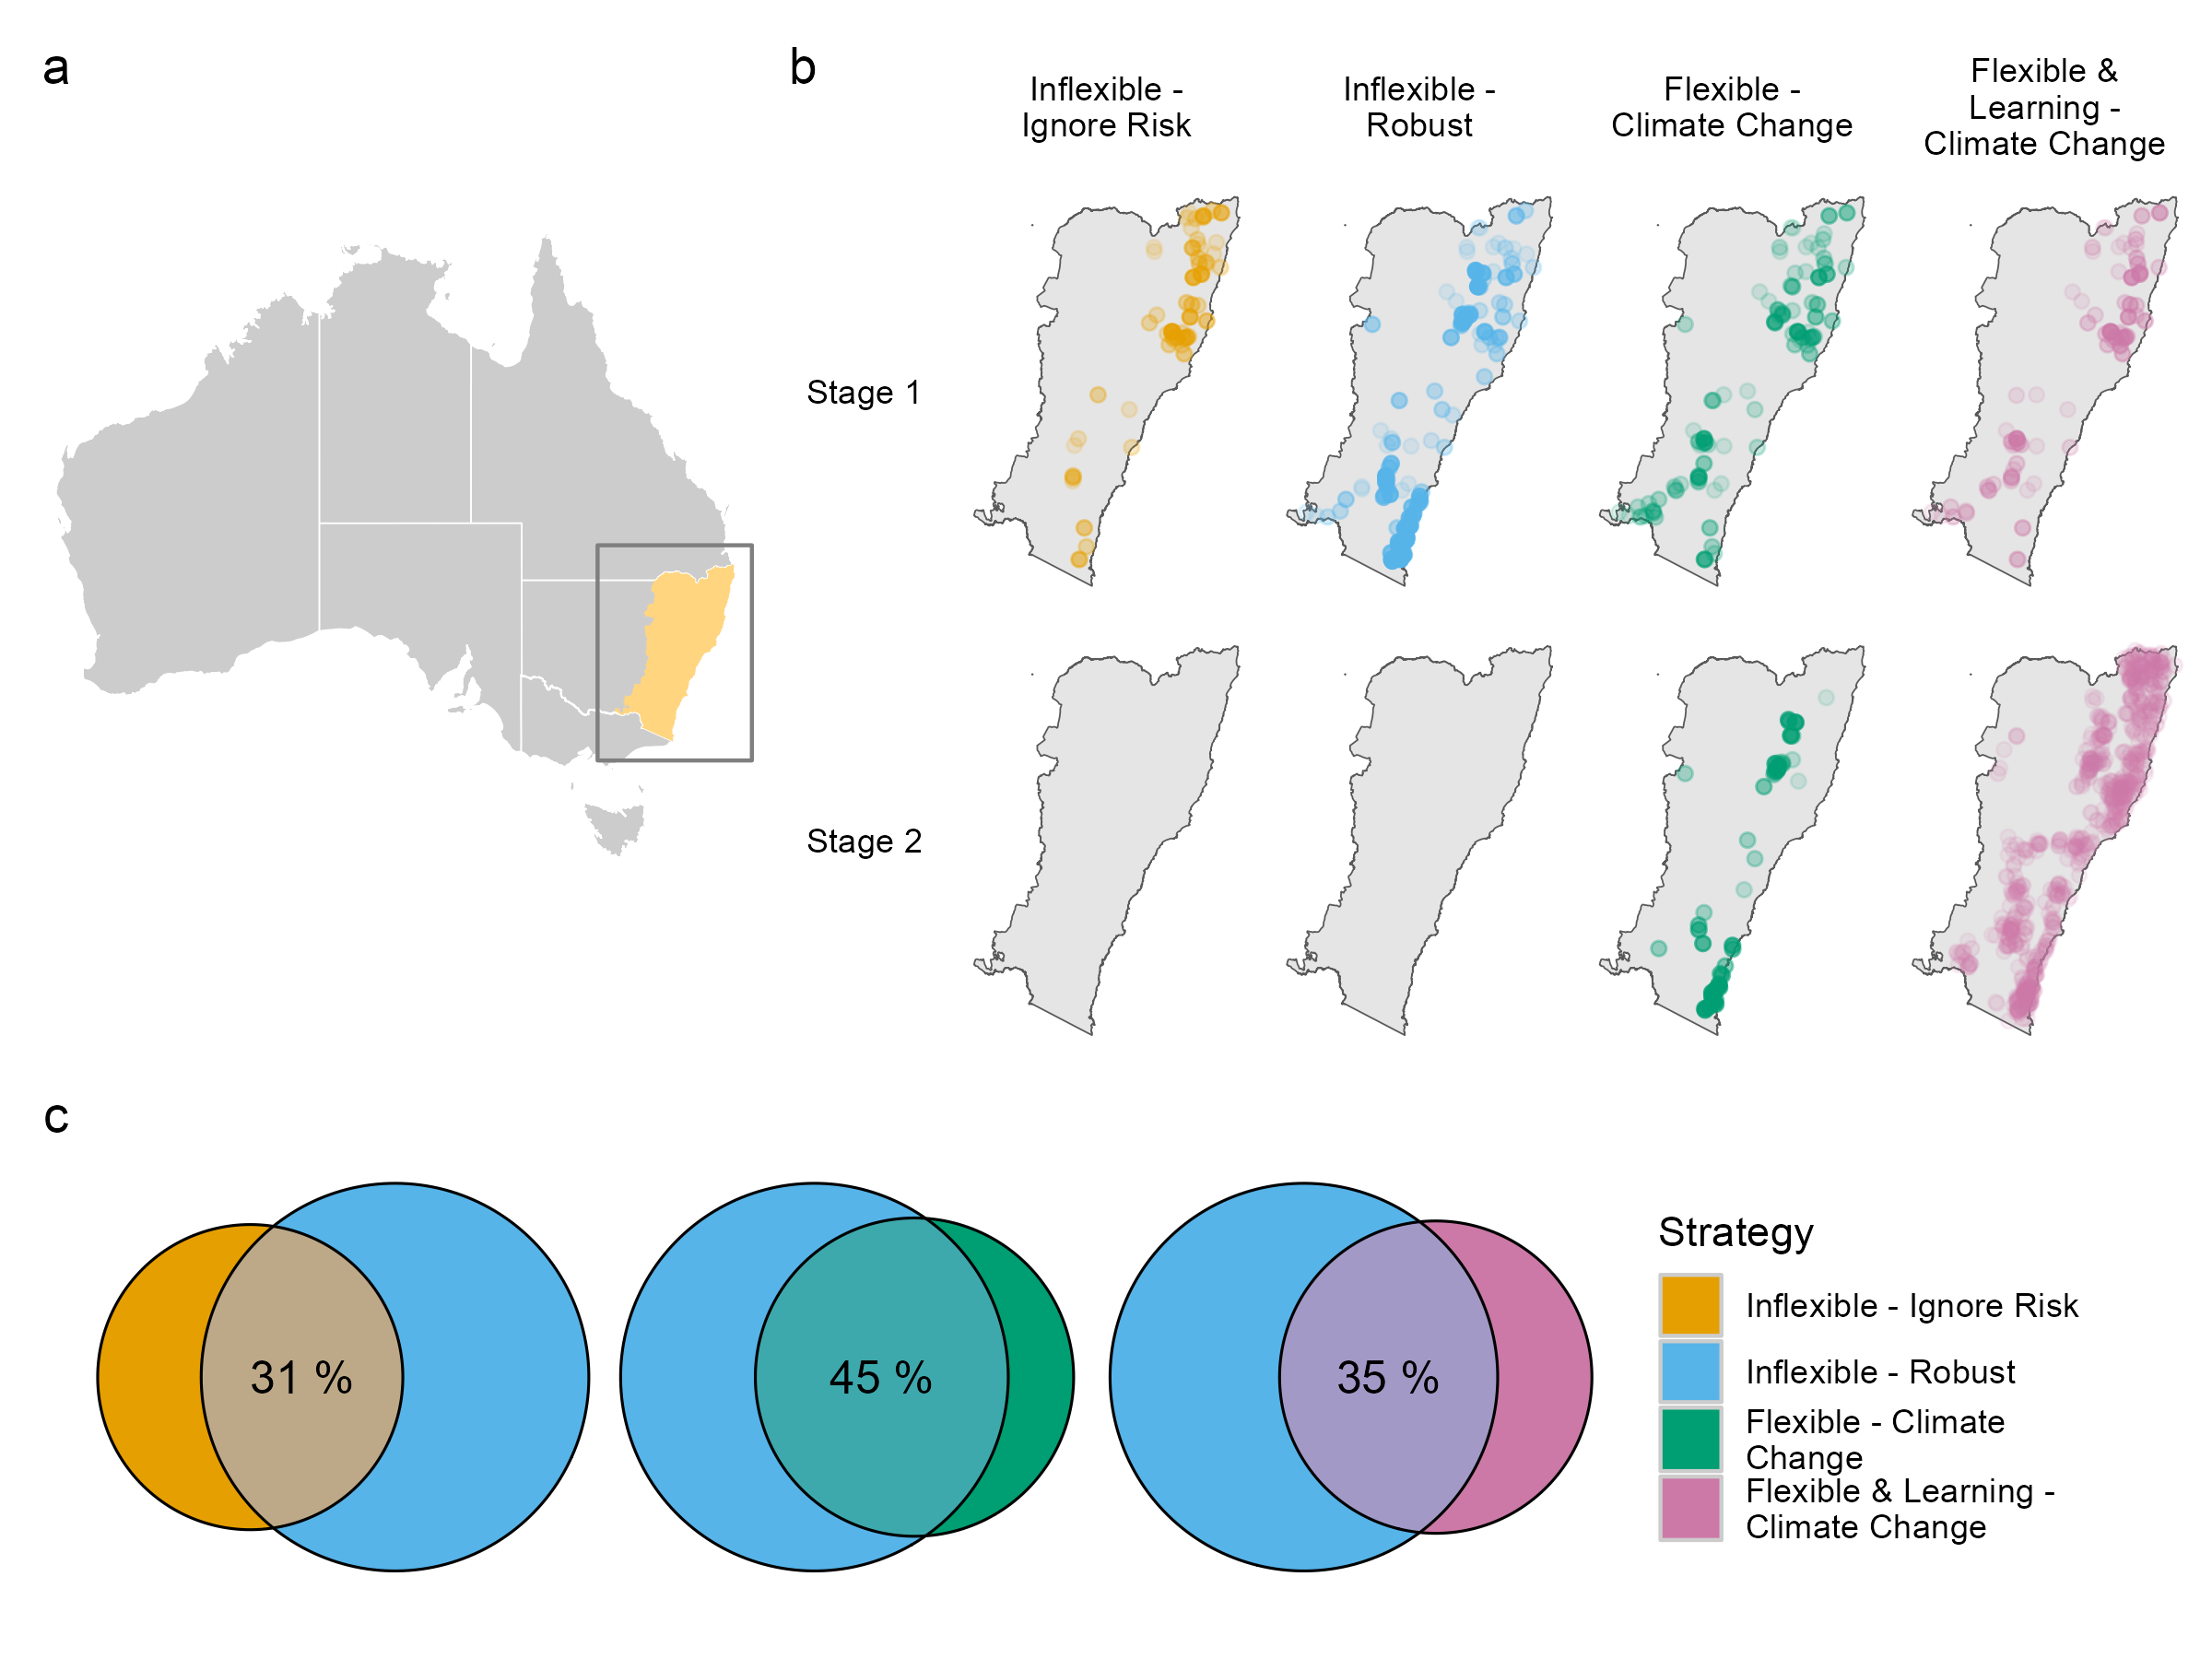 a
b
Inflexible -
Ignore Risk
Inflexible -
Robust
Flexible -
Climate Change
Flexible &
Learning -
Climate Change
Stage 1
Stage 2
c
31 %
45 %
35 %
Strategy
Inflexible - Ignore Risk
Inflexible - Robust
Flexible - Climate
Change
Flexible & Learning -
Climate Change